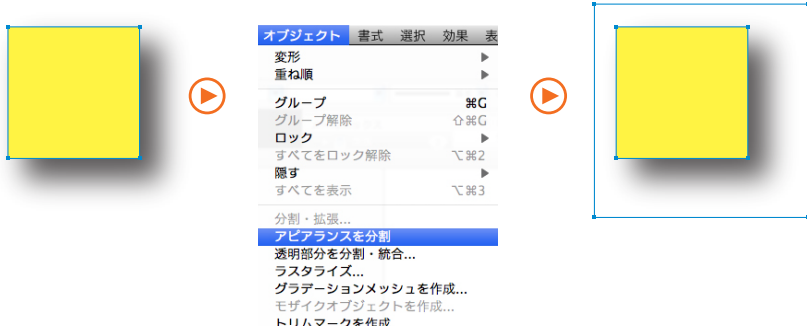 オブジェクト 書式 選択 効果 表
変形
重ね順
グループ ⌘G
グループ解除 ⇧⌘G
ロック
すべてをロック解除 ⌥⌘2
隠す
すべてを表示 ⌥⌘3
分割・拡張...
アピアランスを分割
透明部分を分割・統合...
ラスタライズ...
グラデーションメッシュを作成...
モザイクオブジェクトを作成...
トリムマークを作成